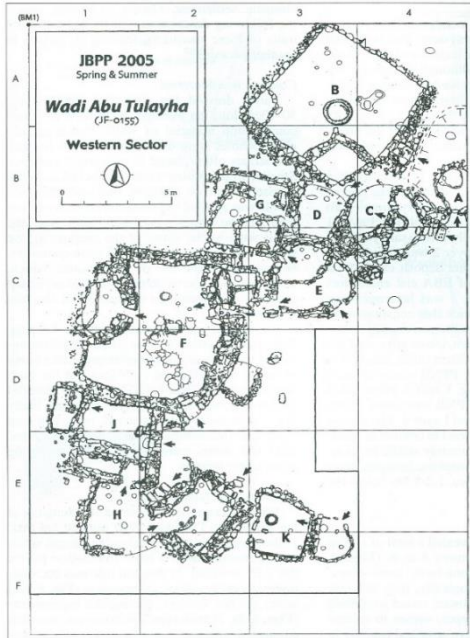 (BM1)
1 2 3 4
A
B
C
D
E
F
JBPP 2005
Spring & Summer
Wadi Abu Tulayha
(JF-0155)
Western Sector
0 5 m
B
A
G
D
C
E
F
J
H
I
K